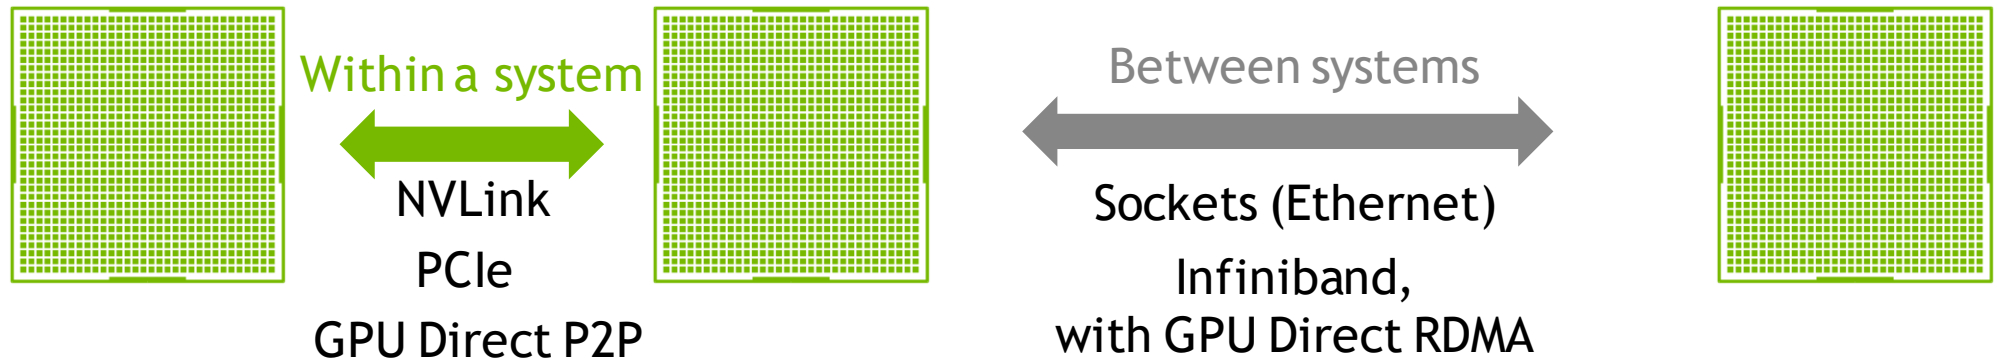 Within a system
NVLink
PCIe
GPU Direct P2P
Between systems
Sockets (Ethernet)
Infiniband,
with GPU Direct RDMA